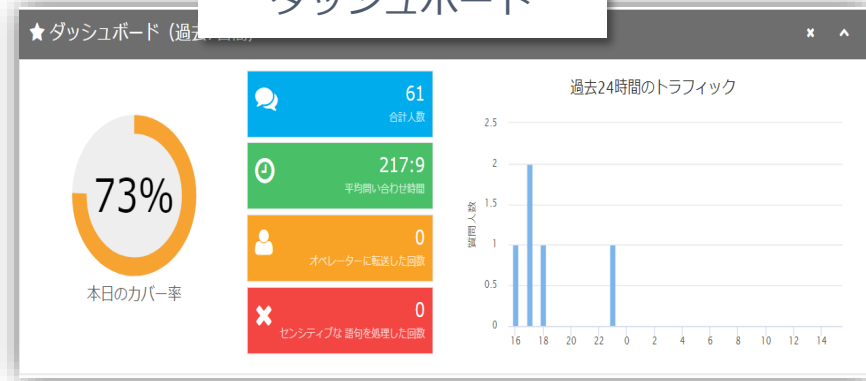 ダッシュボード
ダッシュボード (過去
73%
本日のカバー率
61
合計人数
217:9
平均問い合わせ時間
0
オペレーターに転送した回数
0
センシティブな 語句を処理した回数
過去24時間のトラフィック
質問人数
2.5
2
1.5
1
0.5
0
16 18 20 22 0 2 4 6 8 10 12 14